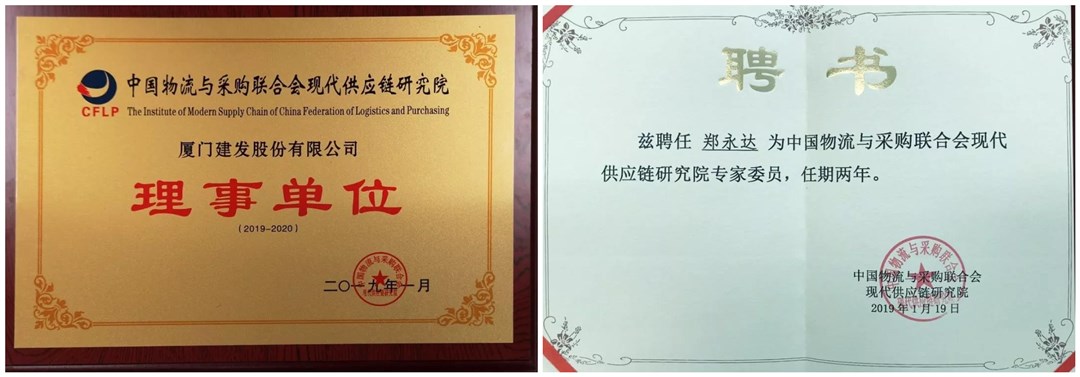 CFLP
中国物流与采购联合会现代供应链研究院
The Institute of Modern Supply Chain of China Federation of Logistics and Purchasing
厦门建发股份有限公司
理事单位
(2019-2020)
二〇一九年一月
聘书
兹聘任 郑永达 为中国物流与采购联合会现代
供应链研究院专家委员,任期两年。
中国物流与采购联合会
现代供应链研究院
2019年1月19日